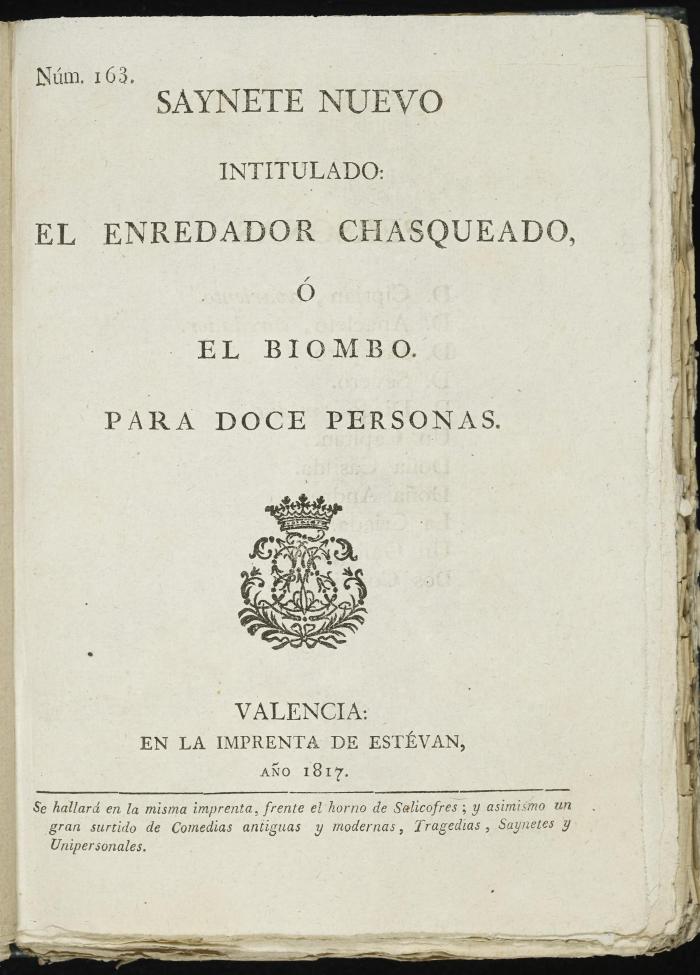 Núm. 163.
SAYNETE NUEVO
INTITULADO:
EL ENREDADOR CHASQUEADO,
Ó
EL BIOMBO.
PARA DOCE PERSONAS.
VALENCIA:
EN LA IMPRENTA DE ESTÉVAN,
AÑO 1817.
Se hallará en la misma imprenta, frente el horno de Salicofres; y asimismo un
gran surtido de Comedias antiguas y modernas, Tragedias, Saynetes y
Unipersonales.